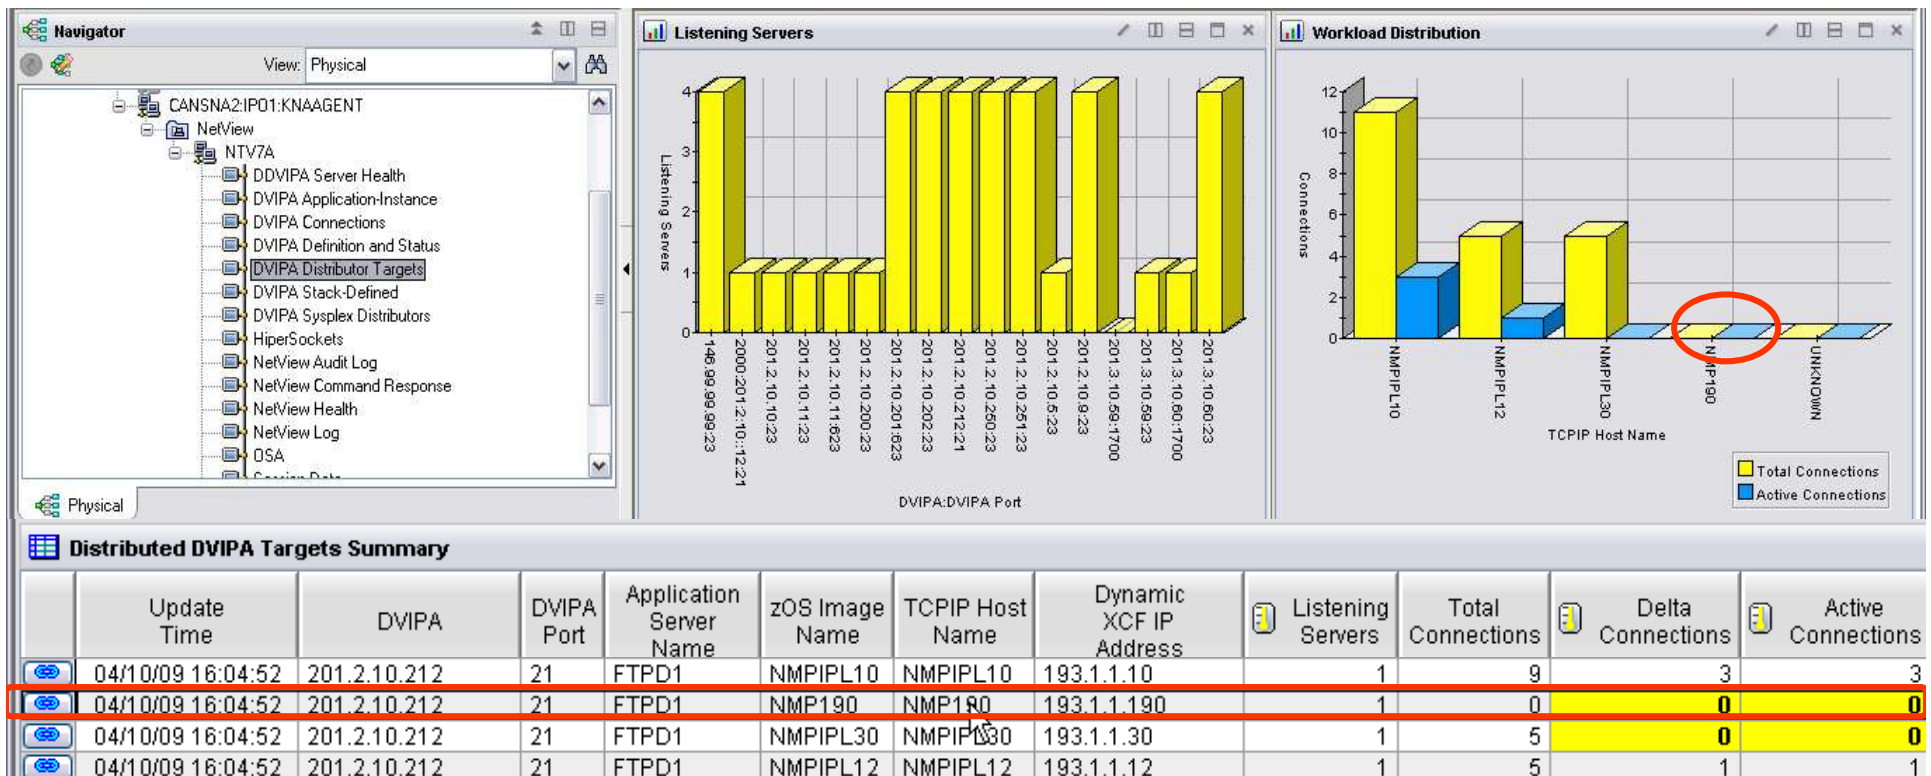 Navigator
View: Physical
CANSNA2:IP01:KNAAGENT
NetView
NTV7A
DDVIPA Server Health
DVIPA Application-Instance
DVIPA Connections
DVIPA Definition and Status
DVIPA Distributor Targets
DVIPA Stack-Defined
DVIPA Sysplex Distributors
HiperSockets
NetView Audit Log
NetView Command Response
NetView Health
NetView Log
OSA
Physical
Listening Servers
4
3
2
1
0
Listening Servers
146.99.99.99:23
2000:201:2:10::12:21
201.2.10.10:23
201.2.10.11:23
201.2.10.11:623
201.2.10.200:23
201.2.10.201:623
201.2.10.202:23
201.2.10.212:21
201.2.10.250:23
201.2.10.251:23
201.2.10.5:23
201.2.10.9:23
201.3.10.59:1700
201.3.10.59:23
201.3.10.60:1700
201.3.10.60:23
DVIPA:DVIPA Port
Workload Distribution
12
10
8
6
4
2
0
Connections
NMPIPL10
NMPIPL12
NMPIPL30
NMP190
UNKNOWN
TCPIP Host Name
Total Connections
Active Connections
Distributed DVIPA Targets Summary
Update Time DVIPA DVIPA Port Application Server Name zOS Image Name TCPIP Host Name Dynamic XCF IP Address Listening Servers Total Connections Delta Connections Active Connections
04/10/09 16:04:52 201.2.10.212 21 FTPD1 NMPIPL10 NMPIPL10 193.1.1.10 1 9 3 3
04/10/09 16:04:52 201.2.10.212 21 FTPD1 NMP190 NMP190 193.1.1.190 1 0 0 0
04/10/09 16:04:52 201.2.10.212 21 FTPD1 NMPIPL30 NMPIPL30 193.1.1.30 1 5 0 0
04/10/09 16:04:52 201.2.10.212 21 FTPD1 NMPIPL12 NMPIPL12 193.1.1.12 1 5 1 1